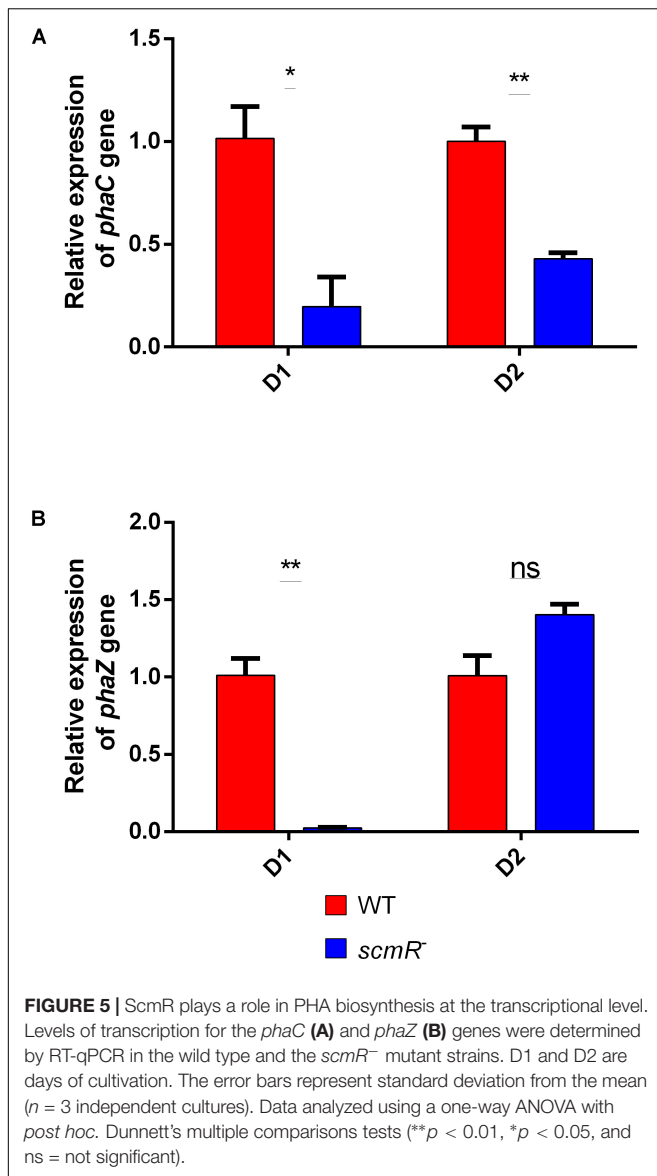 A
1.5
1.0
0.5
0.0
Relative expression
of phaC gene
*
**
D1
D2
B
2.0
1.5
1.0
0.5
0.0
Relative expression
of phaZ gene
**
ns
D1
D2
WT
scmR-
FIGURE 5 | ScmR plays a role in PHA biosynthesis at the transcriptional level.
Levels of transcription for the phaC (A) and phaZ (B) genes were determined
by RT-qPCR in the wild type and the scmR− mutant strains. D1 and D2 are
days of cultivation. The error bars represent standard deviation from the mean
(n = 3 independent cultures). Data analyzed using a one-way ANOVA with
post hoc. Dunnett's multiple comparisons tests (**p < 0.01, *p < 0.05, and
ns = not significant).